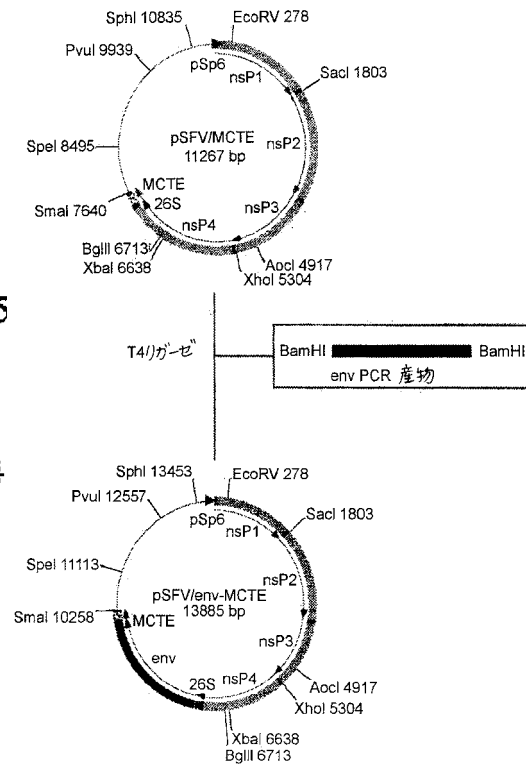 SphI 10835
EcoRV 278
PvuI 9939
pSp6
nsP1
SacI 1803
pSFV/MCTE
11267 bp
nsP2
SpeI 8495
MCTE
26S
SmaI 7640
nsP3
nsP4
BglII 6713
XbaI 6638
AocI 4917
XhoI 5304
5
T4リガーゼ
BamHI
BamHI
env PCR 産物
SphI 13453
EcoRV 278
PvuI 12557
pSp6
nsP1
SacI 1803
SpeI 11113
nsP2
pSFV/env-MCTE
13885 bp
SmaI 10258
MCTE
nsP3
env
26S
nsP4
AocI 4917
XhoI 5304
XbaI 6638
BglII 6713